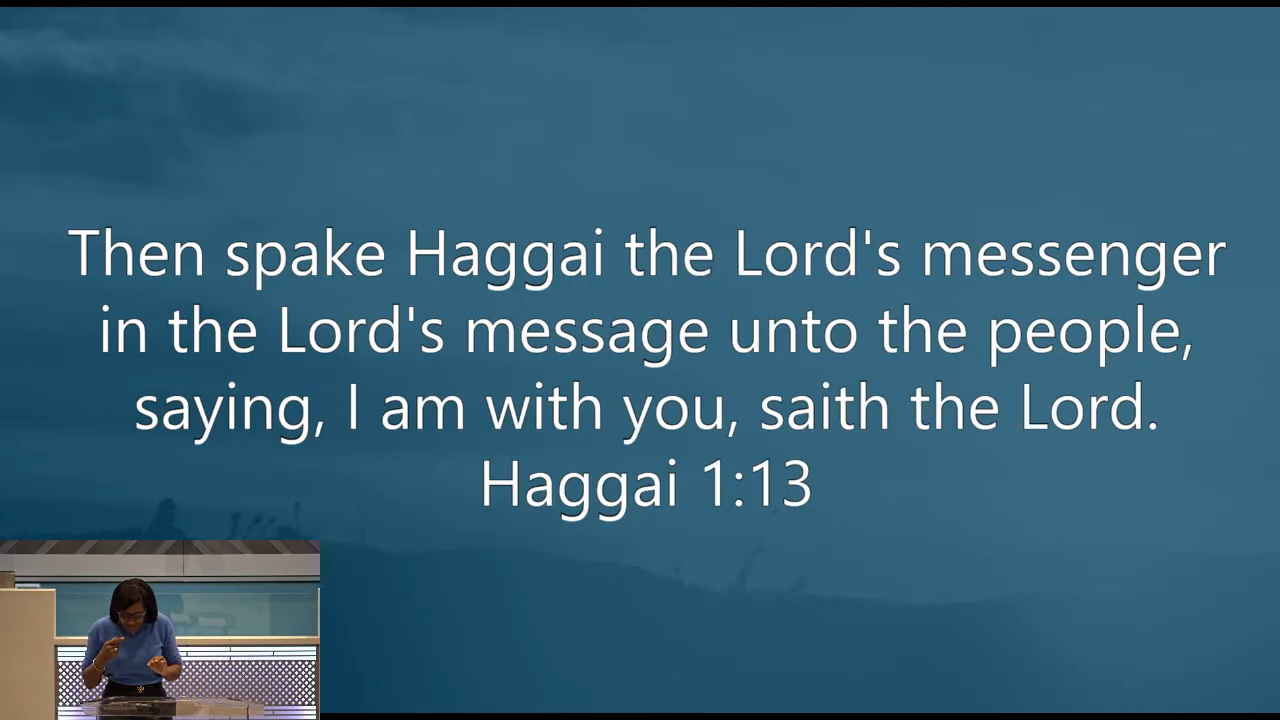 Then spake Haggai the Lord's messenger
in the Lord's message unto the people,
saying, I am with you, saith the Lord.
Haggai 1:13